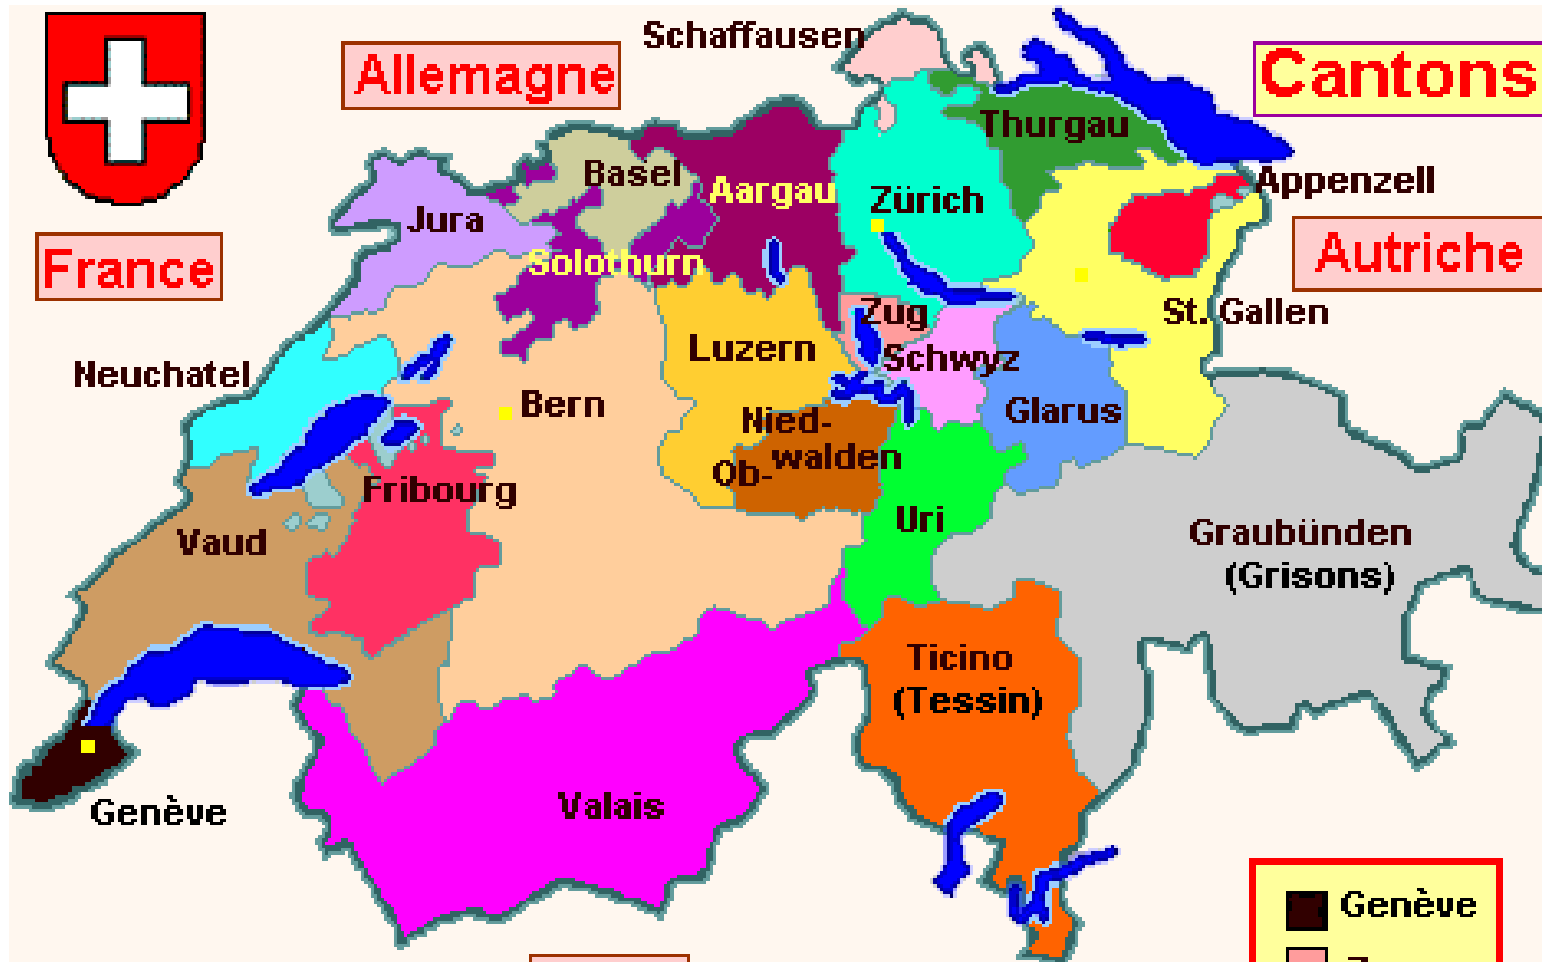 Schaffausen
Allemagne
Cantons
Thurgau
Basel
Aargau
Appenzell
Zürich
Jura
France
Solothurn
Autriche
Zug
St. Gallen
Luzern
Schwyz
Neuchatel
Bern
Glarus
Nied-
walden
Ob-
Fribourg
Uri
Vaud
Graubünden
(Grisons)
Ticino
(Tessin)
Valais
Genève
Genève